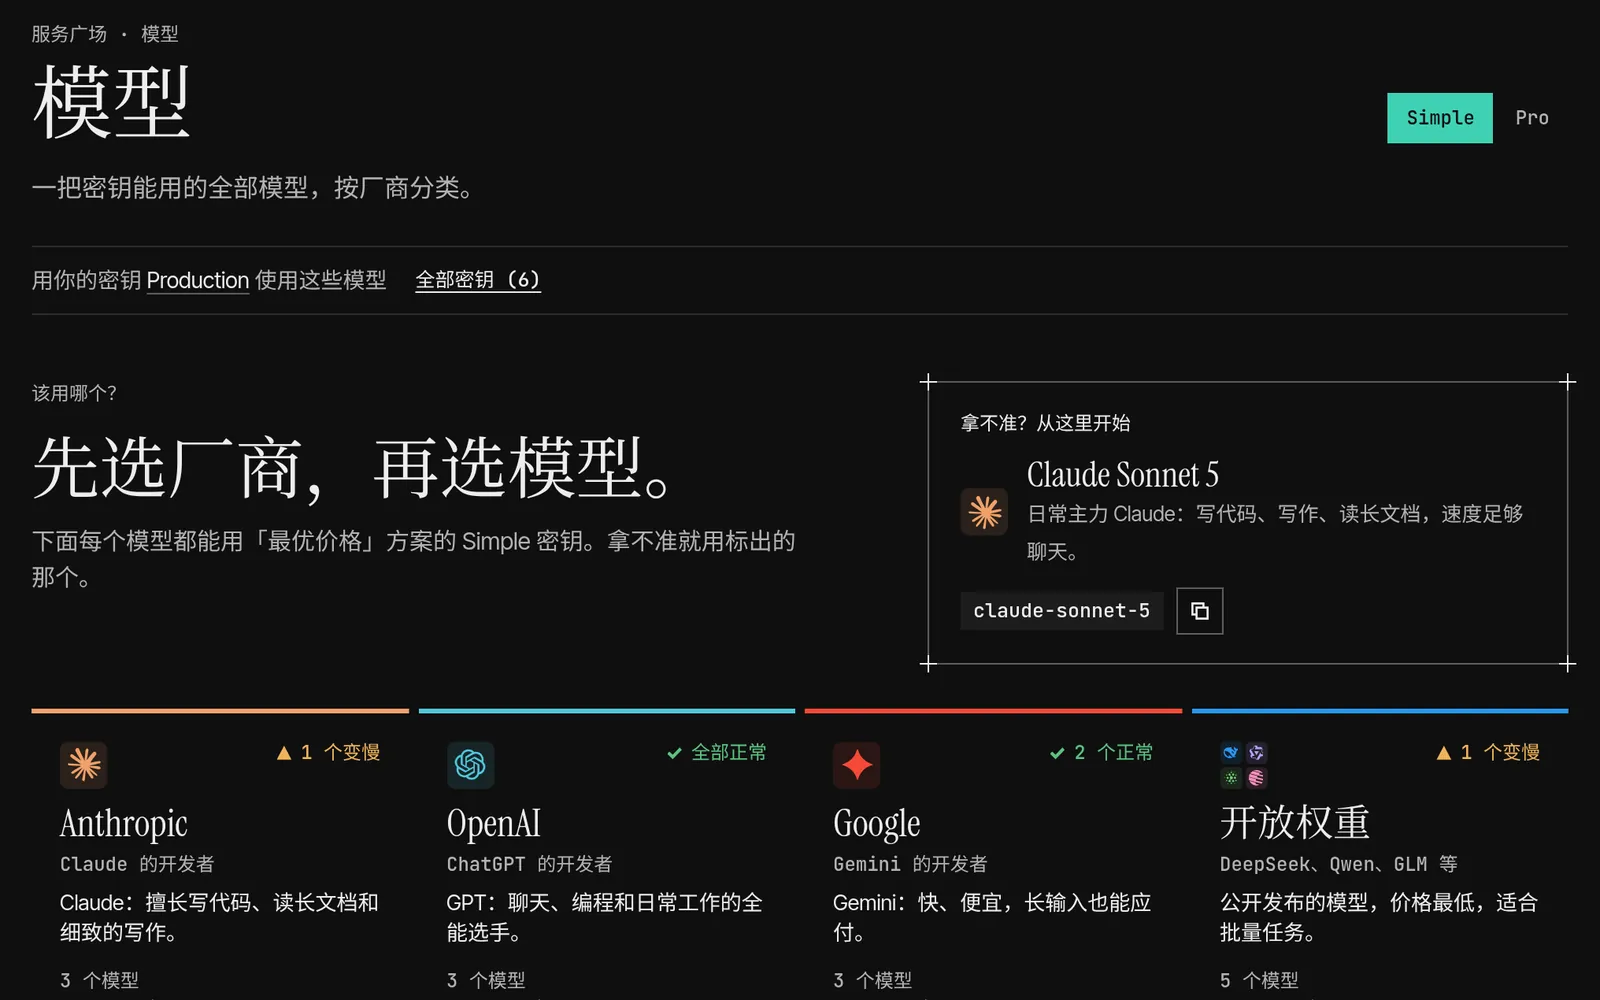 服务广场 · 模型
模型
Simple
Pro
一把密钥能用的全部模型，按厂商分类。
用你的密钥 Production 使用这些模型
全部密钥 (6)
该用哪个？
先选厂商，再选模型。
下面每个模型都能用「最优价格」方案的 Simple 密钥。拿不准就用标出的
那个。
拿不准？从这里开始
Claude Sonnet 5
日常主力 Claude：写代码、写作、读长文档，速度足够
聊天。
claude-sonnet-5
▲ 1 个变慢
Anthropic
Claude 的开发者
Claude：擅长写代码、读长文档和
细致的写作。
3 个模型
✓ 全部正常
OpenAI
ChatGPT 的开发者
GPT：聊天、编程和日常工作的全
能选手。
3 个模型
✓ 2 个正常
Google
Gemini 的开发者
Gemini：快、便宜，长输入也能应
付。
3 个模型
▲ 1 个变慢
开放权重
DeepSeek、Qwen、GLM 等
公开发布的模型，价格最低，适合
批量任务。
5 个模型